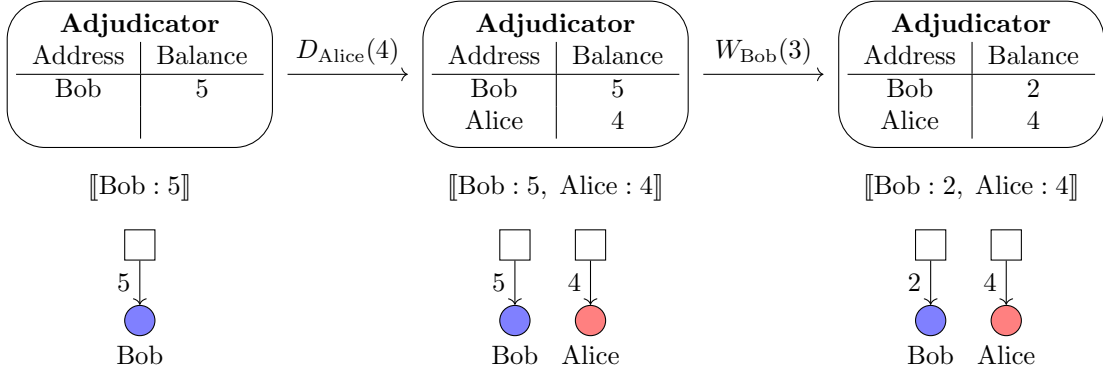 Adjudicator
Address Balance
Bob 5
D_Alice(4)
Adjudicator
Address Balance
Bob 5
Alice 4
W_Bob(3)
Adjudicator
Address Balance
Bob 2
Alice 4
⟦Bob : 5⟧
⟦Bob : 5, Alice : 4⟧
⟦Bob : 2, Alice : 4⟧
5
5 4
2 4
Bob
Bob Alice
Bob Alice